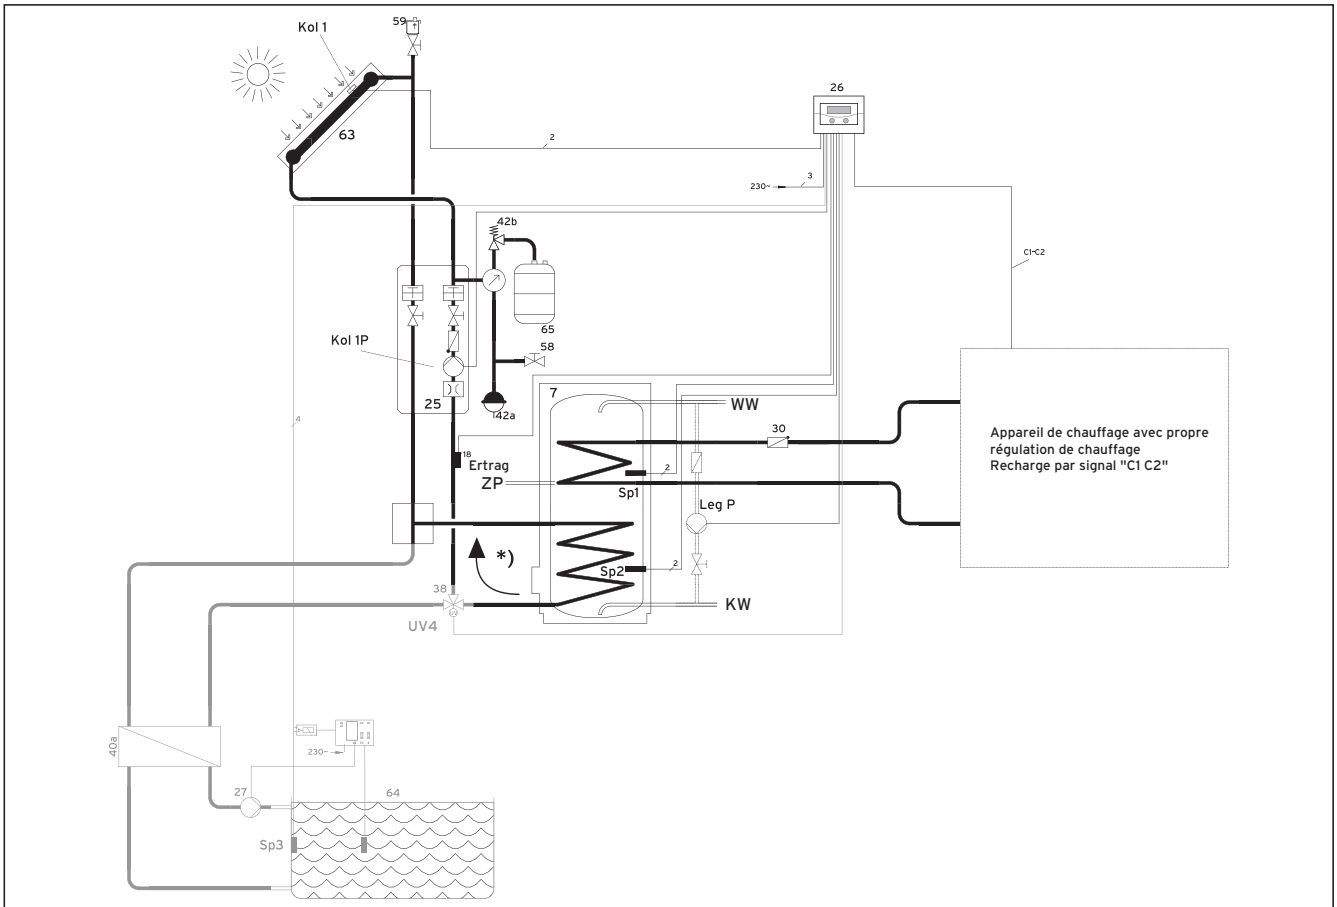 59
Kol 1
63
26
2
230~
3
C1-C2
42b
65
58
Kol 1P
25
42a
7
WW
30
Appareil de chauffage avec propre
régulation de chauffage
Recharge par signal "C1 C2"
4
18
Ertrag
ZP
2
Sp1
Leg P
*)
Sp2
2
38
UV
KW
UV4
40a
230~
27
64
Sp3